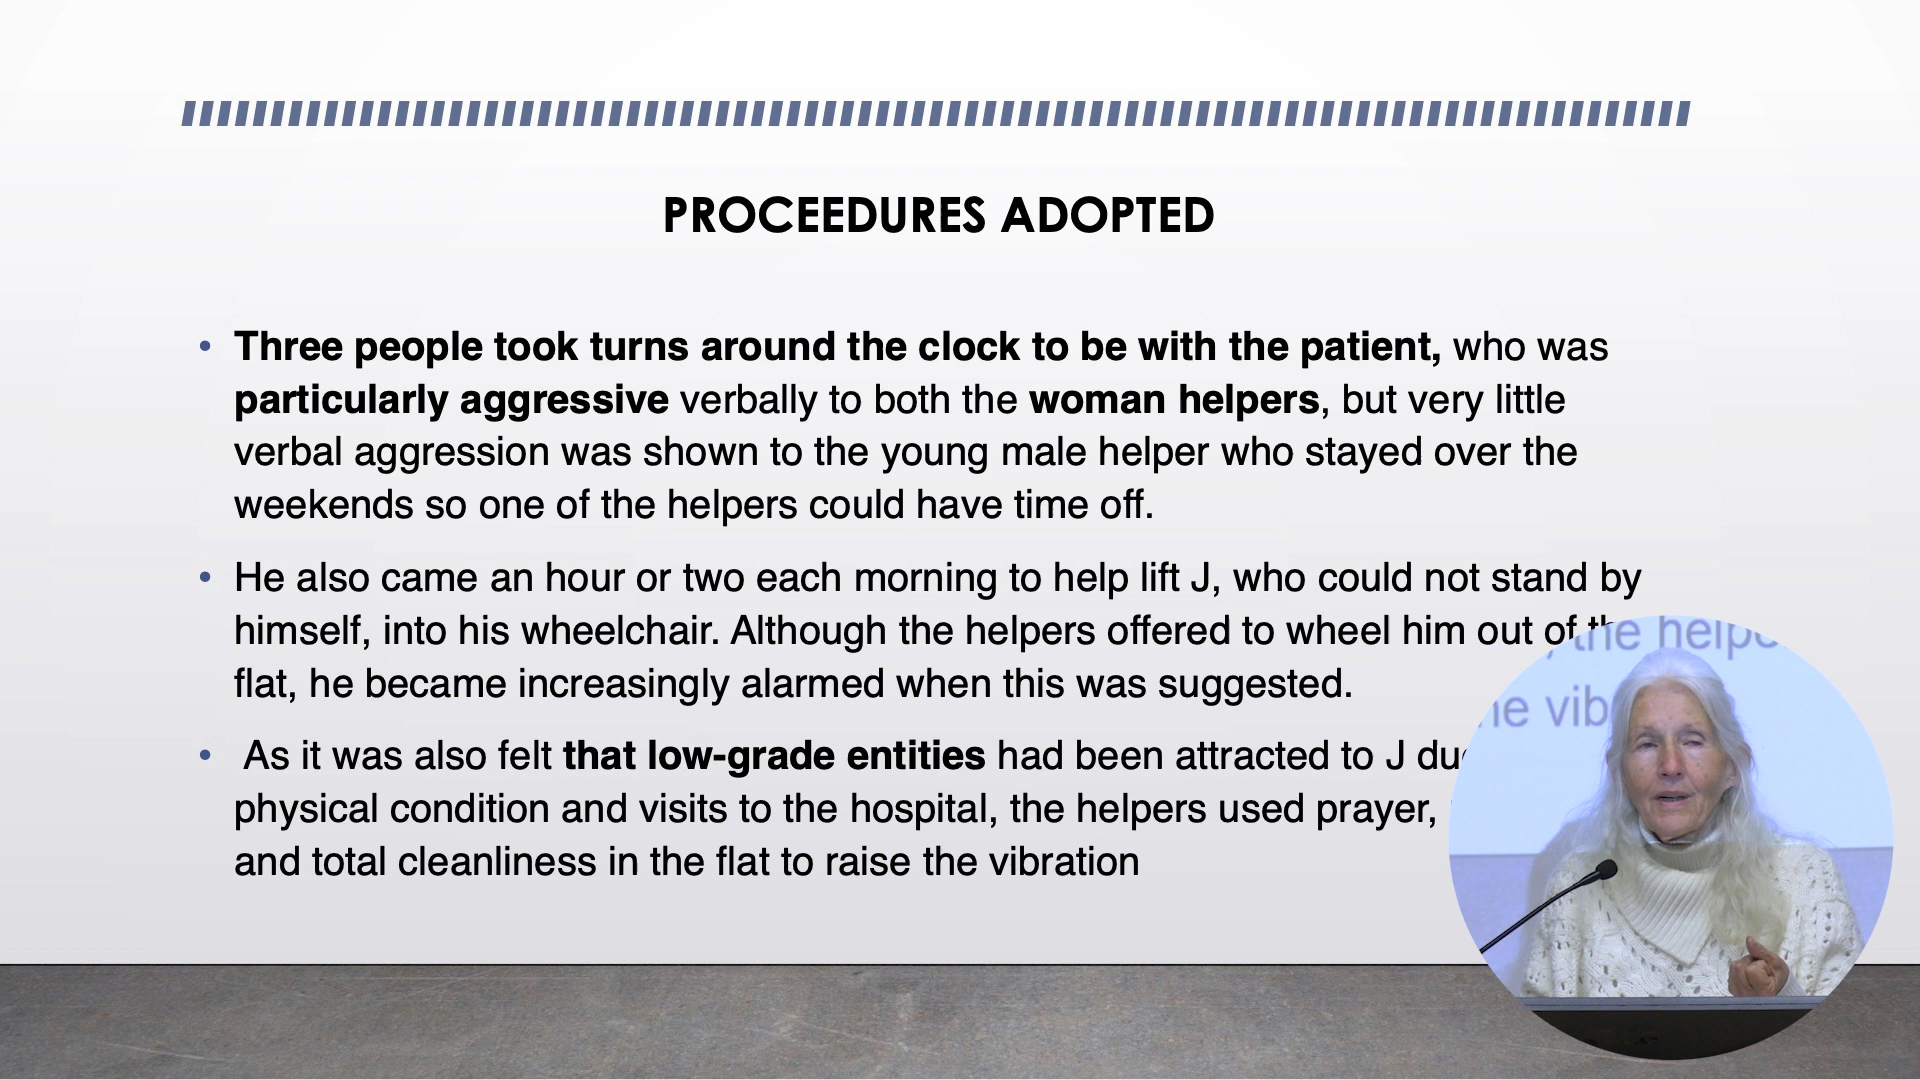 PROCEEDURES ADOPTED
• Three people took turns around the clock to be with the patient, who was
particularly aggressive verbally to both the woman helpers, but very little
verbal aggression was shown to the young male helper who stayed over the
weekends so one of the helpers could have time off.
• He also came an hour or two each morning to help lift J, who could not stand by
himself, into his wheelchair. Although the helpers offered to wheel him out of
flat, he became increasingly alarmed when this was suggested.
• As it was also felt that low-grade entities had been attracted to J
physical condition and visits to the hospital, the helpers used prayer,
and total cleanliness in the flat to raise the vibration
the